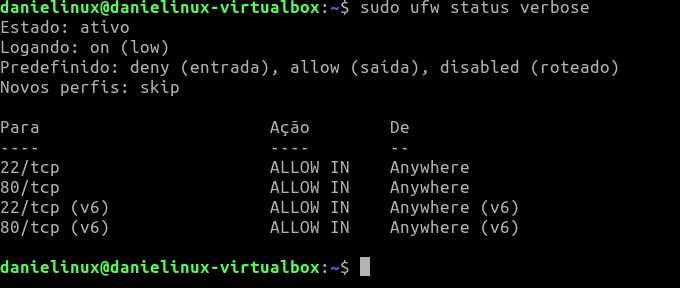 danielinux@danielinux-virtualbox:~$ sudo ufw status verbose
Estado: ativo
Logando: on (low)
Predefinido: deny (entrada), allow (saída), disabled (roteado)
Novos perfis: skip
Para                       Ação        De
----                       ----        --
22/tcp                     ALLOW IN    Anywhere
80/tcp                     ALLOW IN    Anywhere
22/tcp (v6)                ALLOW IN    Anywhere (v6)
80/tcp (v6)                ALLOW IN    Anywhere (v6)
danielinux@danielinux-virtualbox:~$